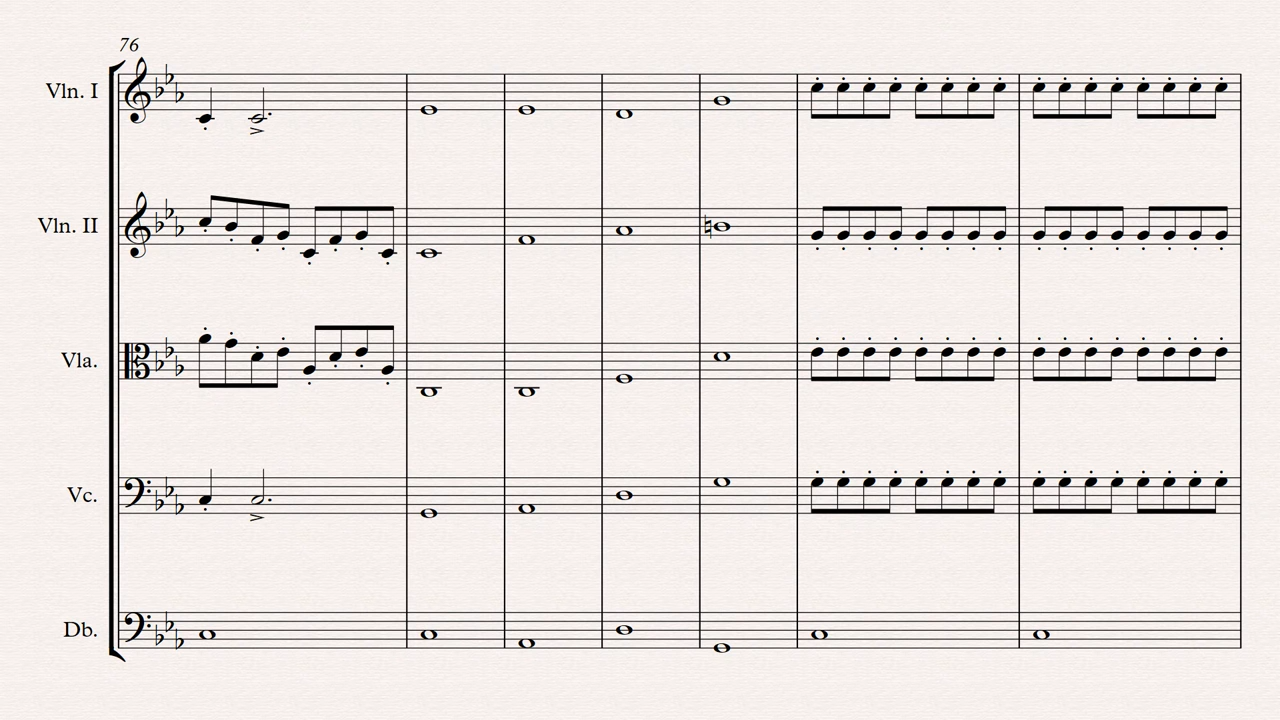 76
Vln. I
Vln. II
Vla.
Vc.
Db.